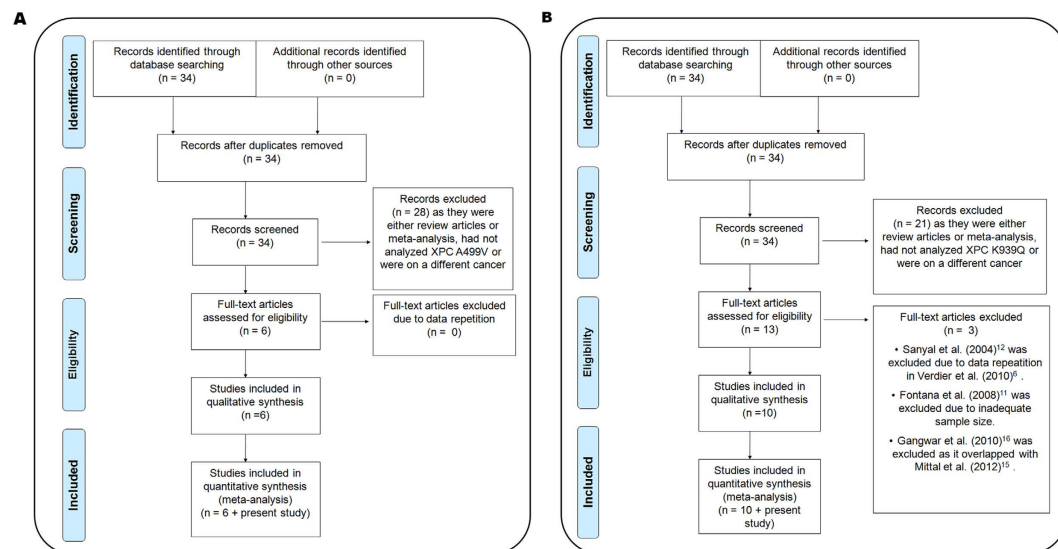 A
Identification
Records identified through
database searching
(n = 34)
Additional records identified
through other sources
(n = 0)
Records after duplicates removed
(n = 34)
Screening
Records screened
(n = 34)
Records excluded
(n = 28) as they were
either review articles or
meta-analysis, had not
analyzed XPC A499V or
were on a different cancer
Eligibility
Full-text articles
assessed for eligibility
(n = 6)
Full-text articles excluded
due to data repetition
(n = 0)
Studies included in
qualitative synthesis
(n =6)
Included
Studies included in
quantitative synthesis
(meta-analysis)
(n = 6 + present study)
B
Identification
Records identified through
database searching
(n = 34)
Additional records identified
through other sources
(n = 0)
Records after duplicates removed
(n = 34)
Screening
Records screened
(n = 34)
Records excluded
(n = 21) as they were either
review articles or meta-analysis,
had not analyzed XPC K939Q or
were on a different cancer
Eligibility
Full-text articles
assessed for eligibility
(n = 13)
Full-text articles excluded
(n = 3)
• Sanyal et al. (2004)12 was
excluded due to data repeatition
in Verdier et al. (2010)6 .
• Fontana et al. (2008)11 was
excluded due to inadequate
sample size.
• Gangwar et al. (2010)16 was
excluded as it overlapped with
Mittal et al. (2012)15 .
Studies included in
qualitative synthesis
(n =10)
Included
Studies included in
quantitative synthesis
(meta-analysis)
(n = 10 + present
study)